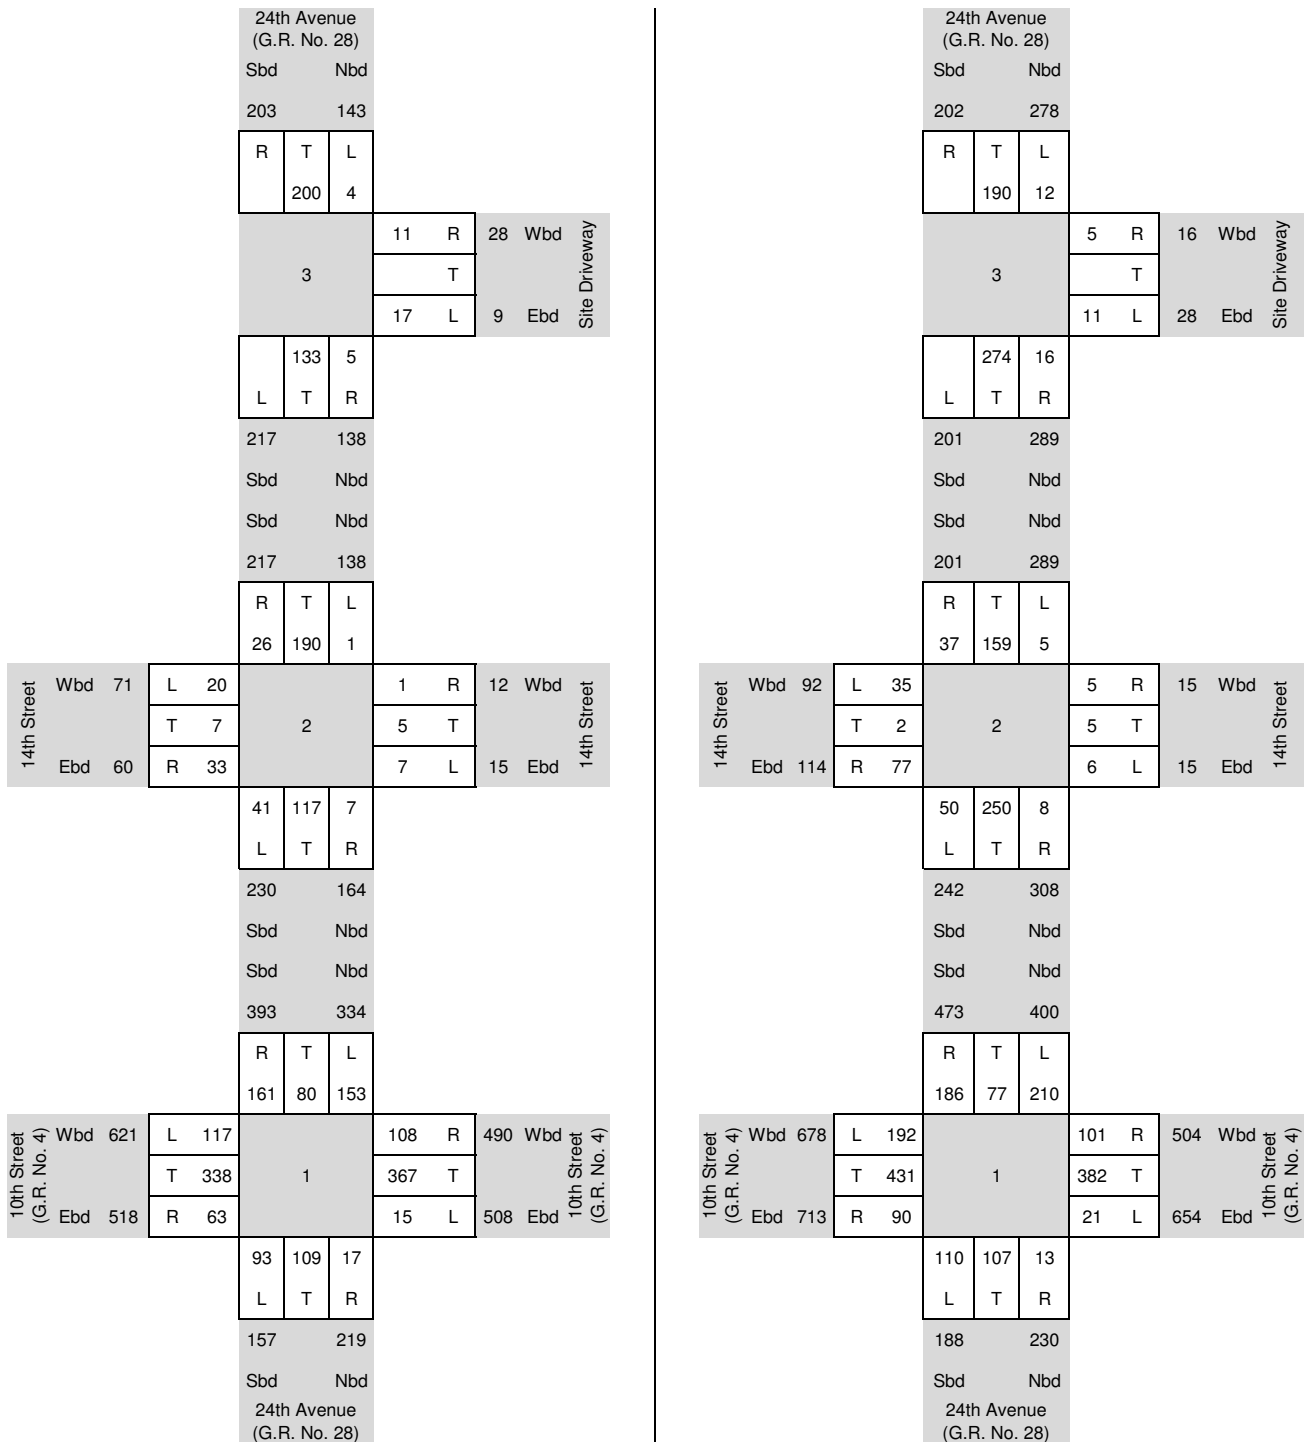 24th Avenue
(G.R. No. 28)
Sbd Nbd
203 143
R T L
200 4
11 R 28 Wbd
3 T
17 L 9 Ebd
Site Driveway
133 5
L T R
217 138
Sbd Nbd
Sbd Nbd
217 138
R T L
26 190 1
14th Street
Wbd 71 L 20 1 R 12 Wbd
T 7 2 5 T
Ebd 60 R 33 7 L 15 Ebd
14th Street
41 117 7
L T R
230 164
Sbd Nbd
Sbd Nbd
393 334
R T L
161 80 153
10th Street
(G.R. No. 4)
Wbd 621 L 117 108 R 490 Wbd
T 338 1 367 T
Ebd 518 R 63 15 L 508 Ebd
10th Street
(G.R. No. 4)
93 109 17
L T R
157 219
Sbd Nbd
24th Avenue
(G.R. No. 28)
24th Avenue
(G.R. No. 28)
Sbd Nbd
202 278
R T L
190 12
5 R 16 Wbd
3 T
11 L 28 Ebd
Site Driveway
274 16
L T R
201 289
Sbd Nbd
Sbd Nbd
201 289
R T L
37 159 5
14th Street
Wbd 92 L 35 5 R 15 Wbd
T 2 2 5 T
Ebd 114 R 77 6 L 15 Ebd
14th Street
50 250 8
L T R
242 308
Sbd Nbd
Sbd Nbd
473 400
R T L
186 77 210
10th Street
(G.R. No. 4)
Wbd 678 L 192 101 R 504 Wbd
T 431 1 382 T
Ebd 713 R 90 21 L 654 Ebd
10th Street
(G.R. No. 4)
110 107 13
L T R
188 230
Sbd Nbd
24th Avenue
(G.R. No. 28)